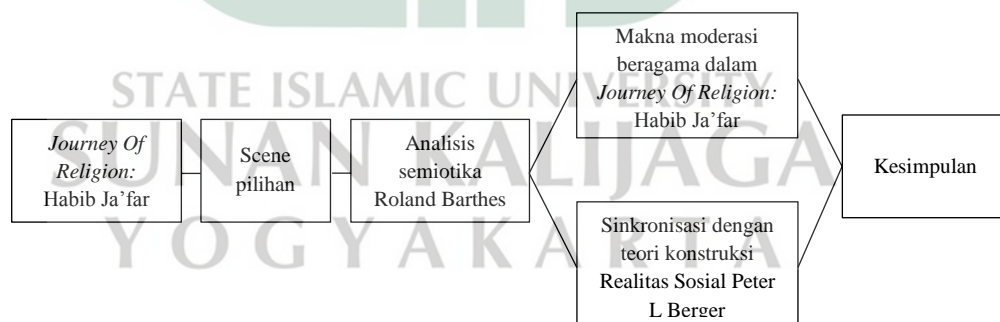 STATE ISLAMIC UNIVERSITY
SUNAN KALIJAGA
YOGYAKARTA
Journey Of
Religion:
Habib Ja’far
Scene
pilihan
Analisis
semiotika
Roland Barthes
Makna moderasi
beragama dalam
Journey Of Religion:
Habib Ja’far
Sinkronisasi dengan
teori konstruksi
Realitas Sosial Peter
L Berger
Kesimpulan